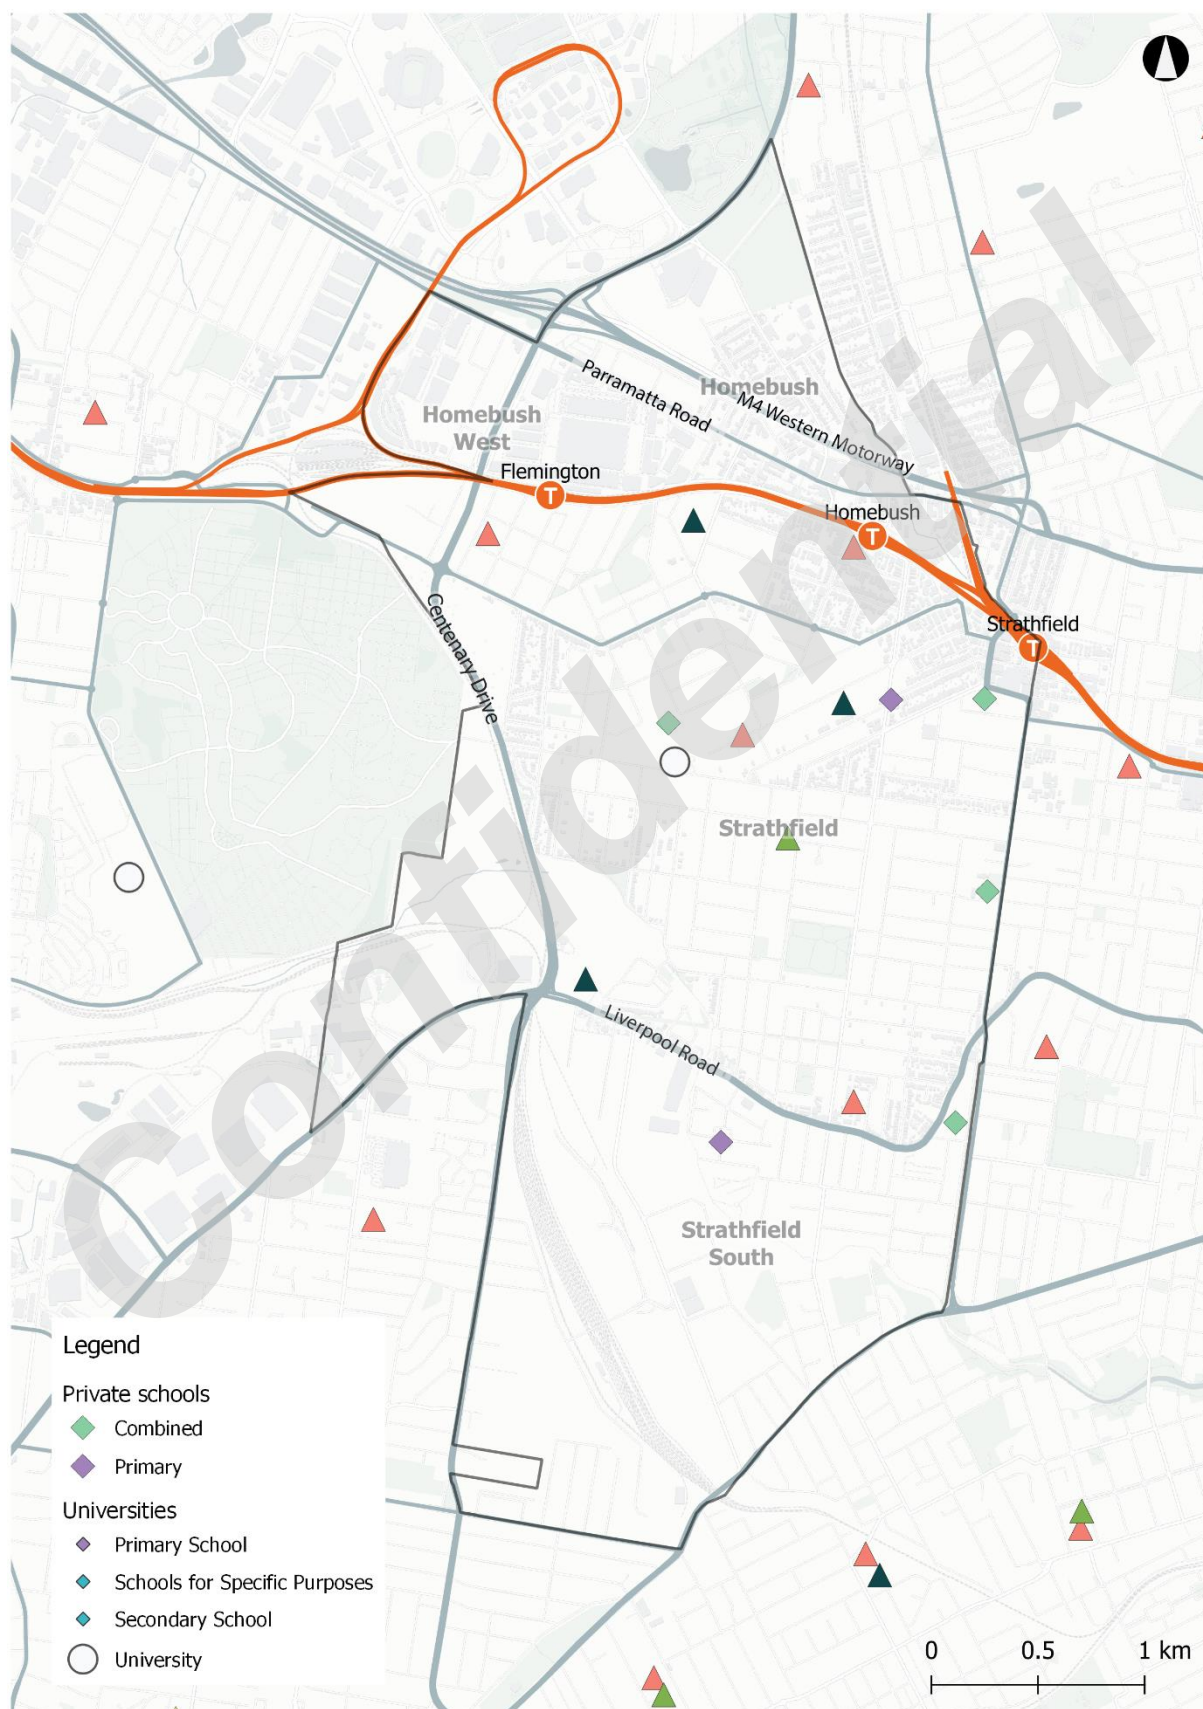 Parramatta Road
Homebush
M4 Western Motorway
Homebush
West
Flemington
T
Homebush
T
Strathfield
T
Centenary Drive
Strathfield
Liverpool Road
Strathfield
South
Confidential
Legend
Private schools
Combined
Primary
Universities
Primary School
Schools for Specific Purposes
Secondary School
University
0 0.5 1 km